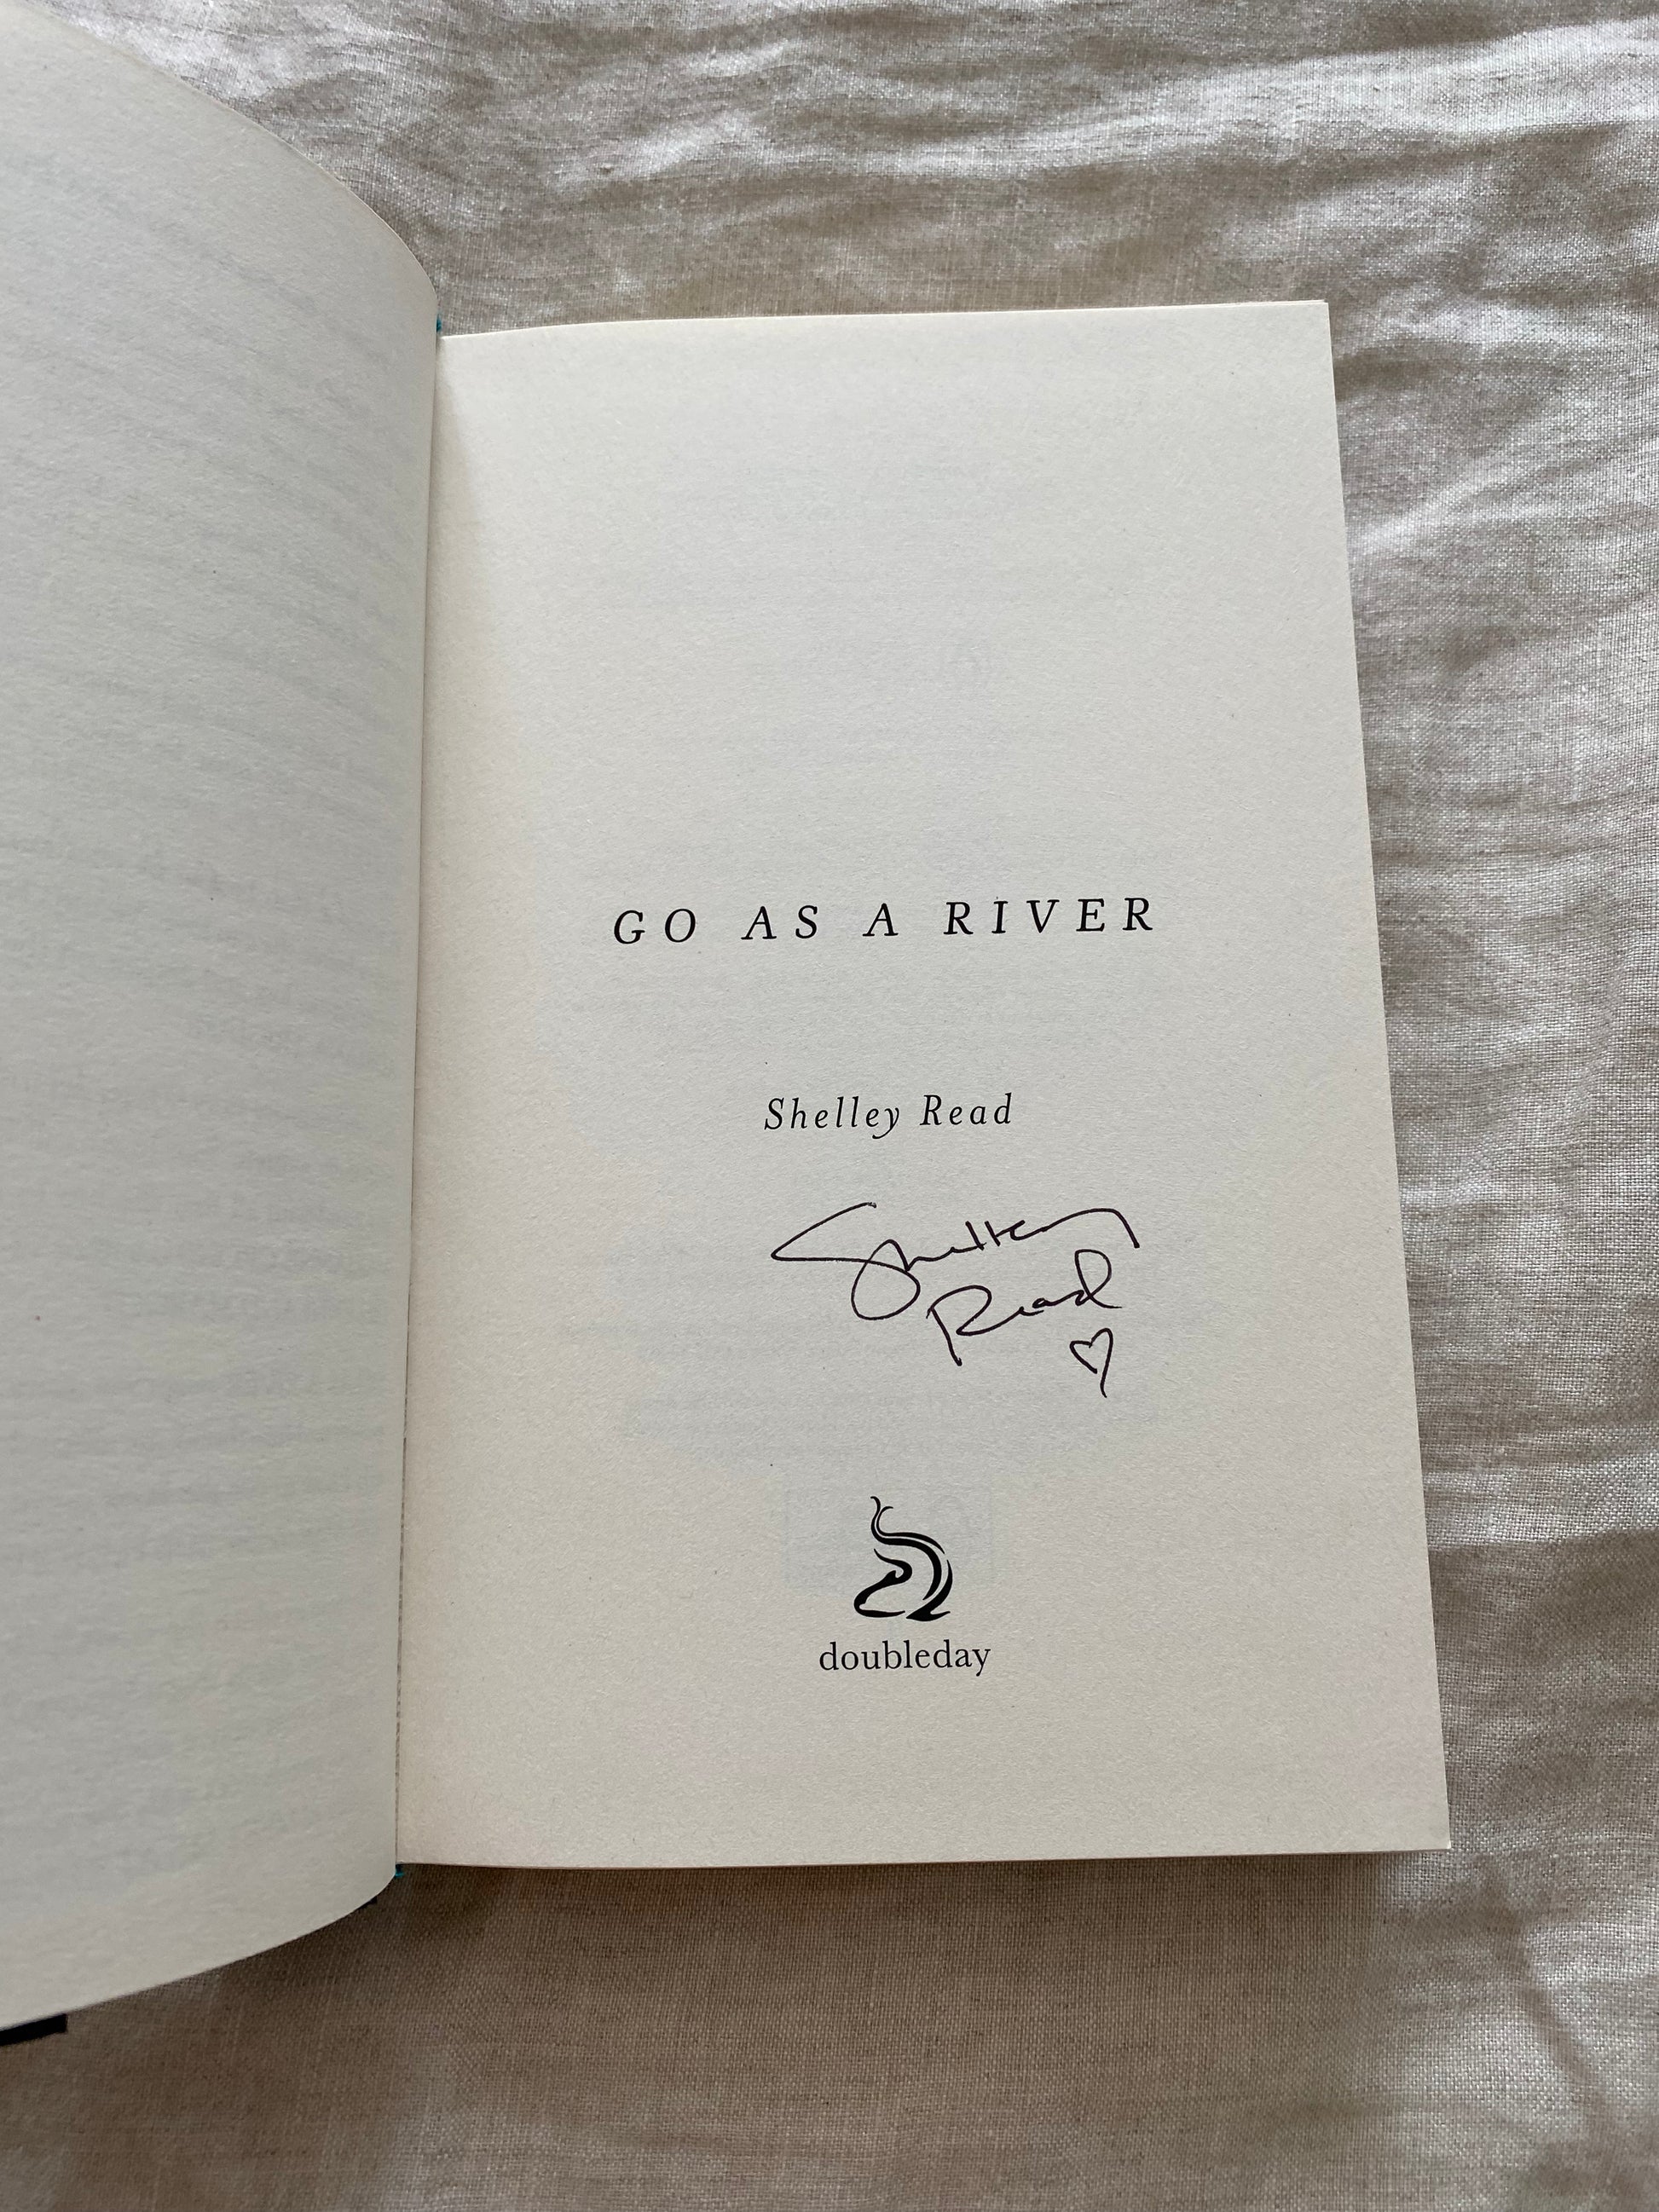 GO AS A RIVER
Shelley Read
Shelley
Read
doubleday